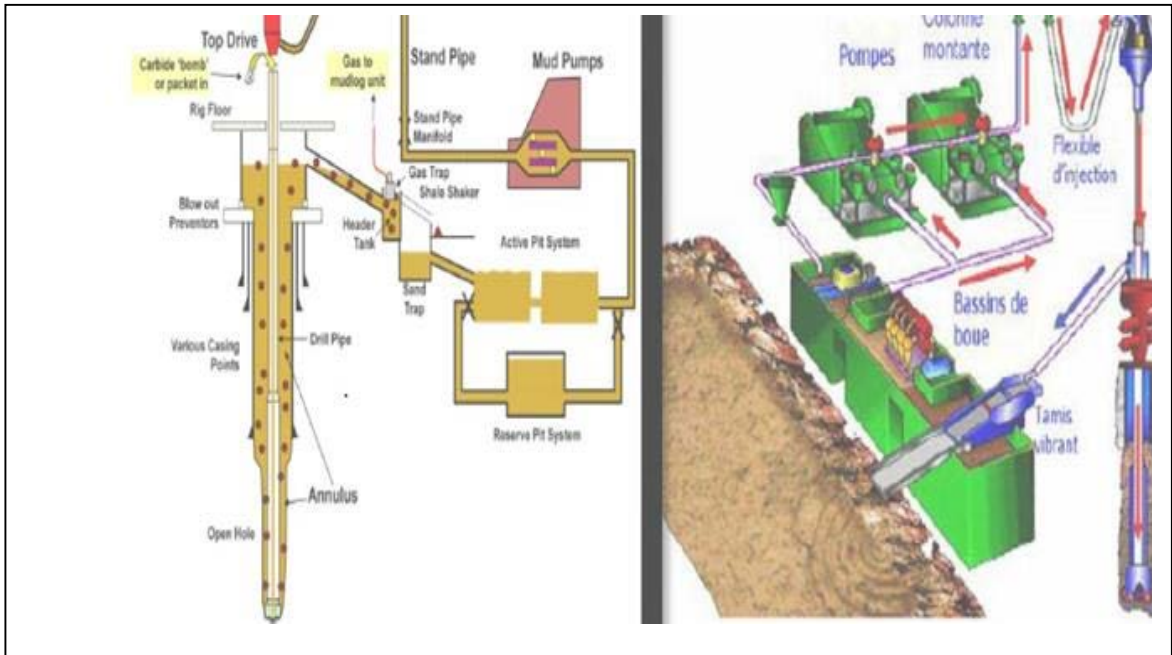 Top Drive
Carbide 'bomb'
or packet in
Rig Floor
Gas to
mudlog unit
Stand Pipe
Mud Pumps
Stand Pipe
Manifold
Gas Trap
Shale Shaker
Blow out
Preventors
Header
Tank
Active Pit System
Sand
Trap
Various Casing
Points
Drill Pipe
Reserve Pit System
Annulus
Open Hole
Colonne
montante
Pompes
Flexible
d'injection
Bassins de
boue
Tamis
vibrant